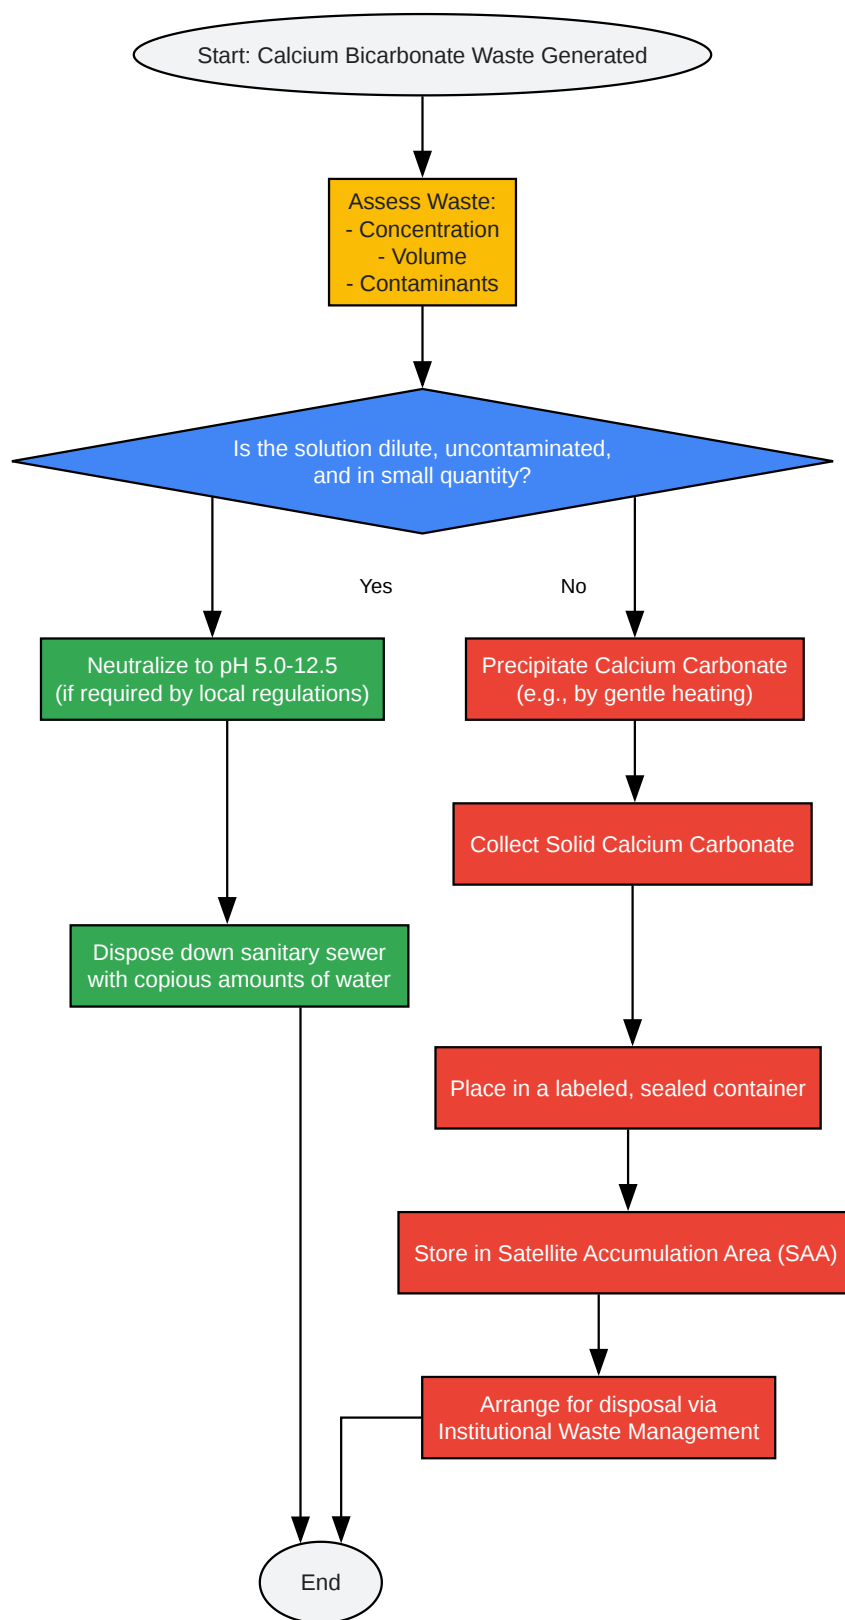 Start: Calcium Bicarbonate Waste Generated
Assess Waste:
- Concentration
- Volume
- Contaminants
Is the solution dilute, uncontaminated,
and in small quantity?
Yes
No
Neutralize to pH 5.0-12.5
(if required by local regulations)
Precipitate Calcium Carbonate
(e.g., by gentle heating)
Collect Solid Calcium Carbonate
Dispose down sanitary sewer
with copious amounts of water
Place in a labeled, sealed container
Store in Satellite Accumulation Area (SAA)
Arrange for disposal via
Institutional Waste Management
End